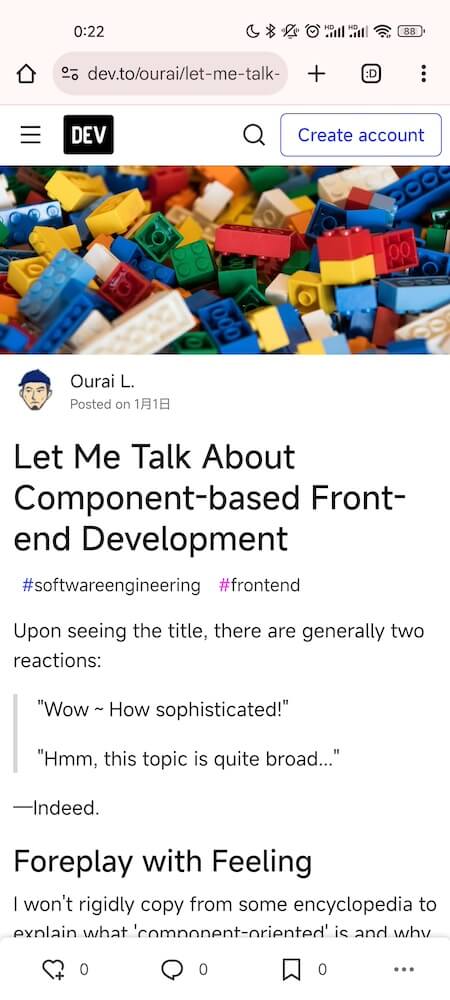 0:22
HD HD 88
dev.to/ourai/let-me-talk-
:D
DEV
Create account
Ourai L.
Posted on 1月1日
Let Me Talk About
Component-based Front-
end Development
#softwareengineering #frontend
Upon seeing the title, there are generally two
reactions:
"Wow ~ How sophisticated!"
"Hmm, this topic is quite broad..."
—Indeed.
Foreplay with Feeling
I won't rigidly copy from some encyclopedia to
explain what 'component-oriented' is and why
0 0 0